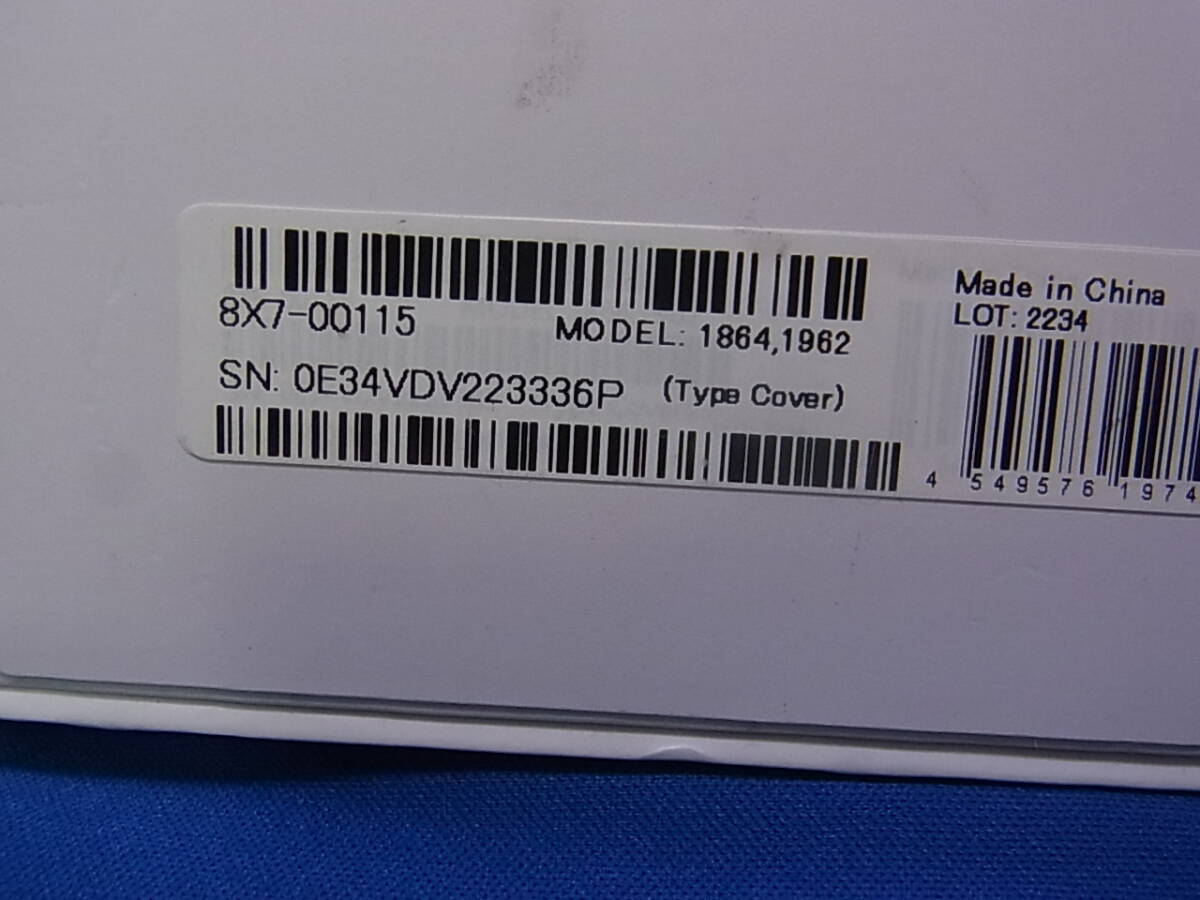 8X7-00115
MODEL: 1864,1962
SN: 0E34VDV223336P (Type Cover)
Made in China
LOT: 2234
4 549576 1974